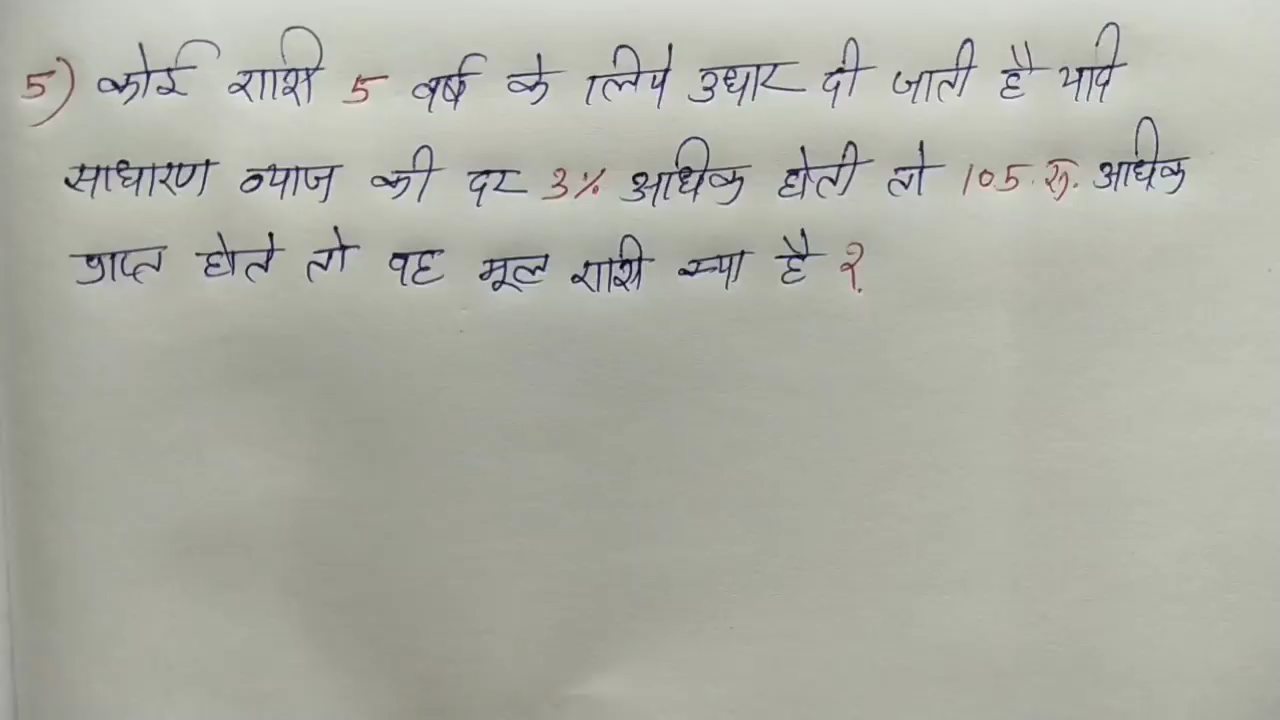 5) कोई राशि 5 वर्ष के लिये उधार दी जाती है यदि
साधारण व्याज की दर 3% अधिक होती तो 105 रु. अधिक
प्राप्त होते तो वह मूल राशि क्या है ?